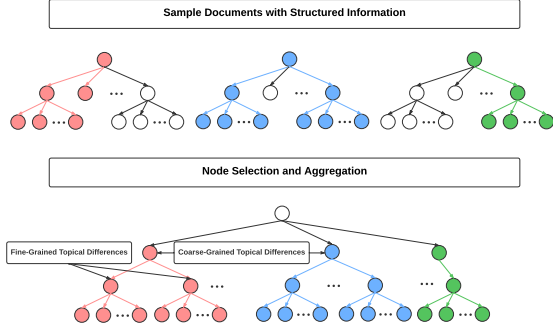 Sample Documents with Structured Information
Node Selection and Aggregation
Fine-Grained Topical Differences
Coarse-Grained Topical Differences